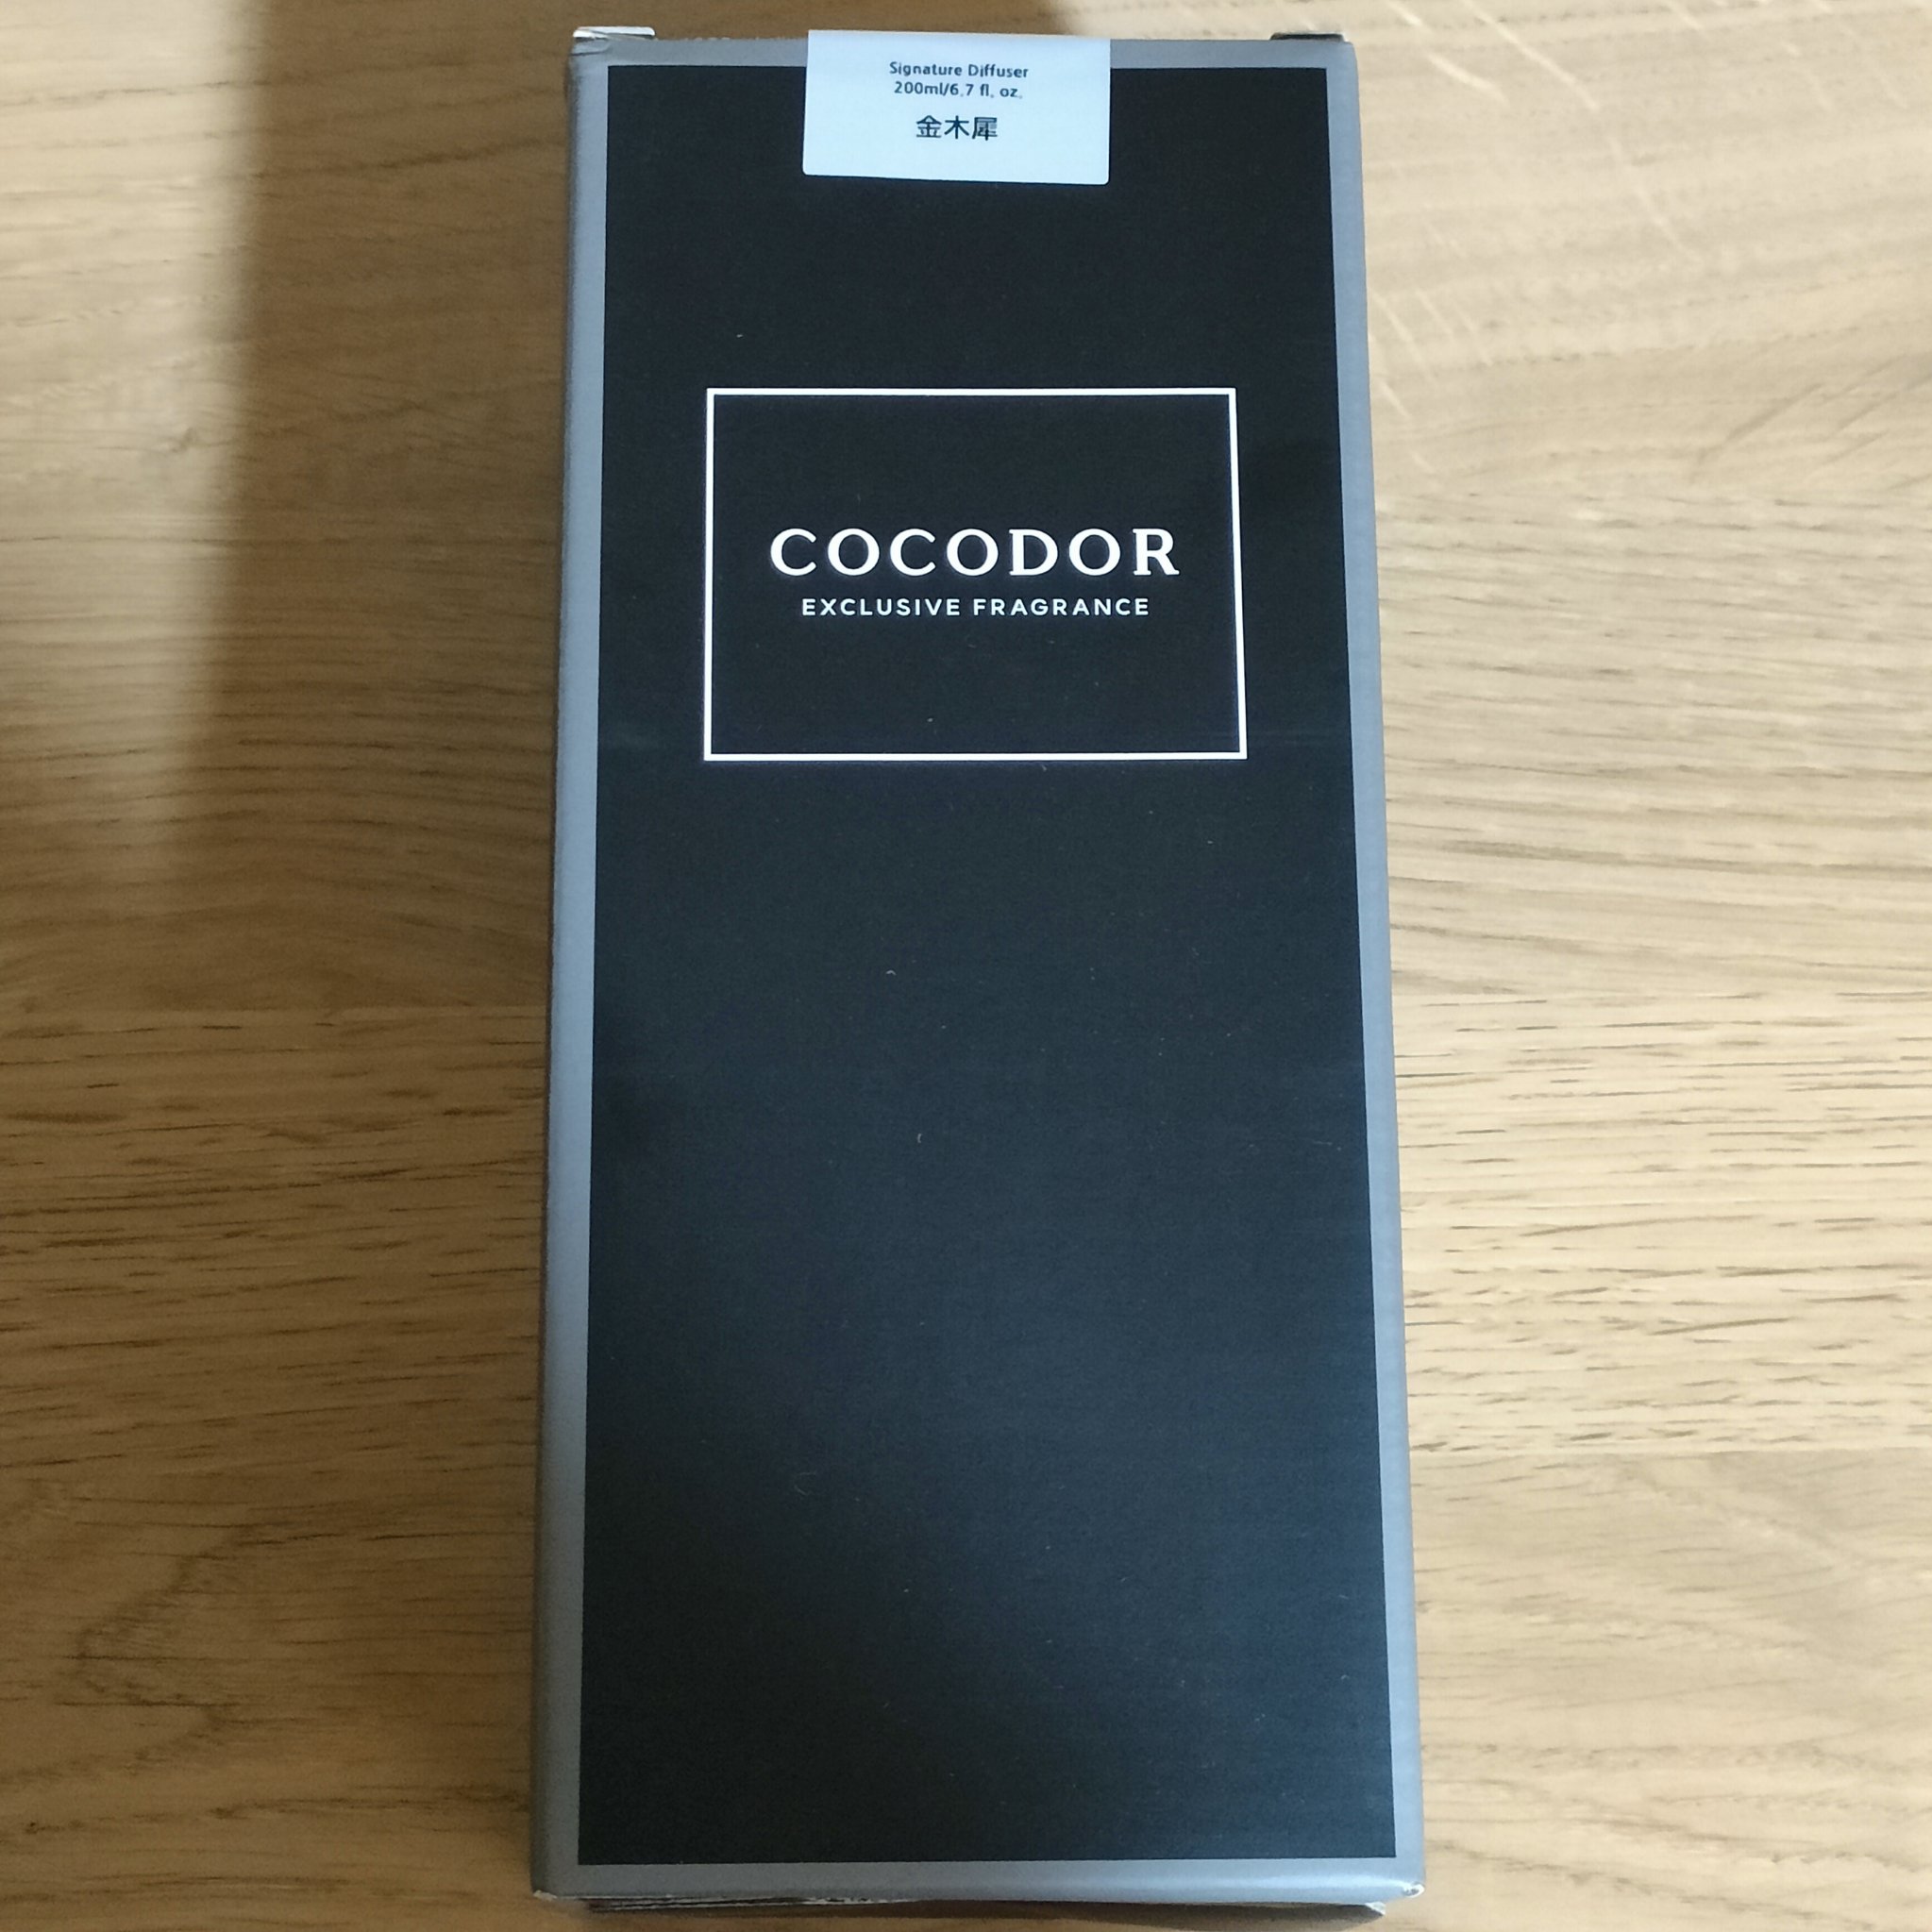 Signature Diffuser
200ml/6.7 fl. oz.
金木犀
COCODOR
EXCLUSIVE FRAGRANCE